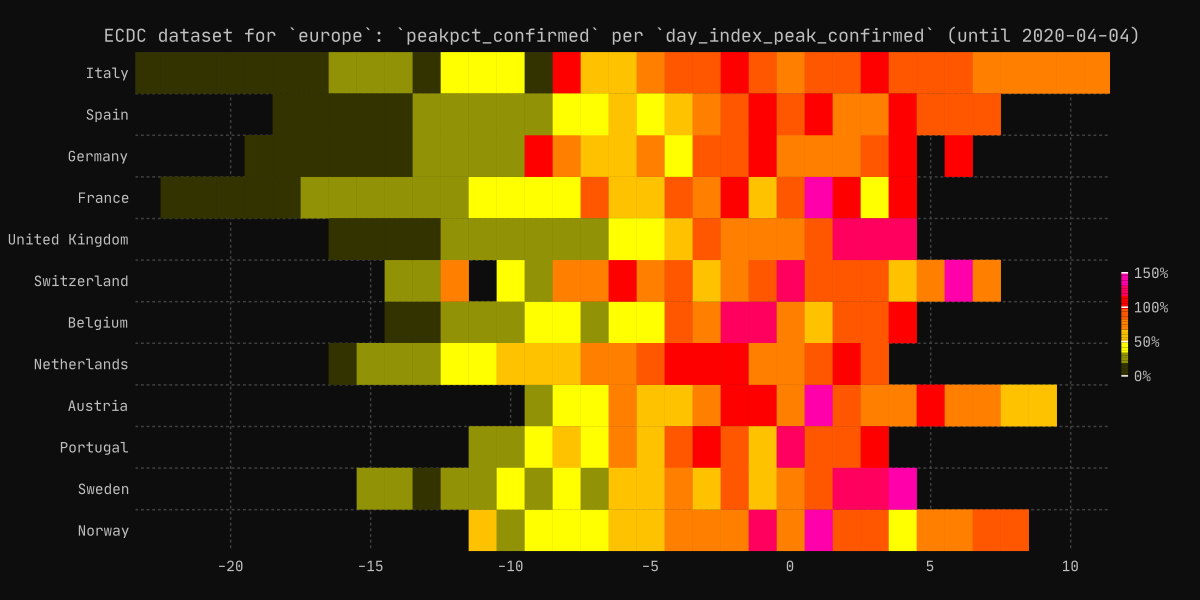 ECDC dataset for `europe`: `peakpct_confirmed` per `day_index_peak_confirmed` (until 2020-04-04)
Italy
Spain
Germany
France
United Kingdom
Switzerland
Belgium
Netherlands
Austria
Portugal
Sweden
Norway
150%
100%
50%
0%
−20 −15 −10 −5 0 5 10